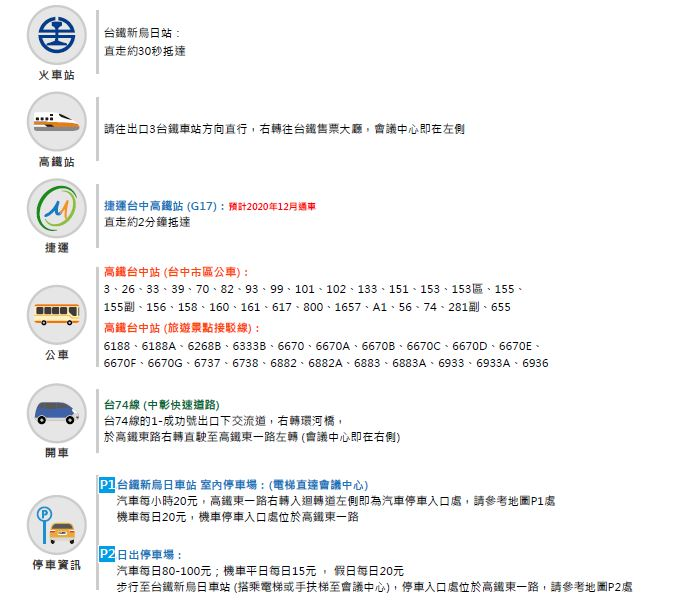 台鐵新烏日站：
直走約30秒抵達
火車站
請往出口3台鐵車站方向直行，右轉往台鐵售票大廳，會議中心即在左側
高鐵站
捷運台中高鐵站 (G17)：預計2020年12月通車
直走約2分鐘抵達
捷運
高鐵台中站 (台中市區公車)：
3、26、33、39、70、82、93、99、101、102、133、151、153、153區、155、
155副、156、158、160、161、617、800、1657、A1、56、74、281副、655
高鐵台中站 (旅遊景點接駁線)：
6188、6188A、6268B、6333B、6670、6670A、6670B、6670C、6670D、6670E、
6670F、6670G、6737、6738、6882、6882A、6883、6883A、6933、6933A、6936
公車
台74線 (中彰快速道路)
台74線的1-成功號出口下交流道，右轉環河橋，
於高鐵東路右轉直駛至高鐵東一路左轉 (會議中心即在右側)
開車
P1 台鐵新烏日車站 室內停車場：(電梯直達會議中心)
汽車每小時20元，高鐵東一路右轉入迴轉道左側即為汽車停車入口處，請參考地圖P1處
機車每日20元，機車停車入口處位於高鐵東一路
P
停車資訊
P2 日出停車場：
汽車每日80-100元；機車平日每日15元 ， 假日每日20元
步行至台鐵新烏日車站 (搭乘電梯或手扶梯至會議中心)，停車入口處位於高鐵東一路，請參考地圖P2處